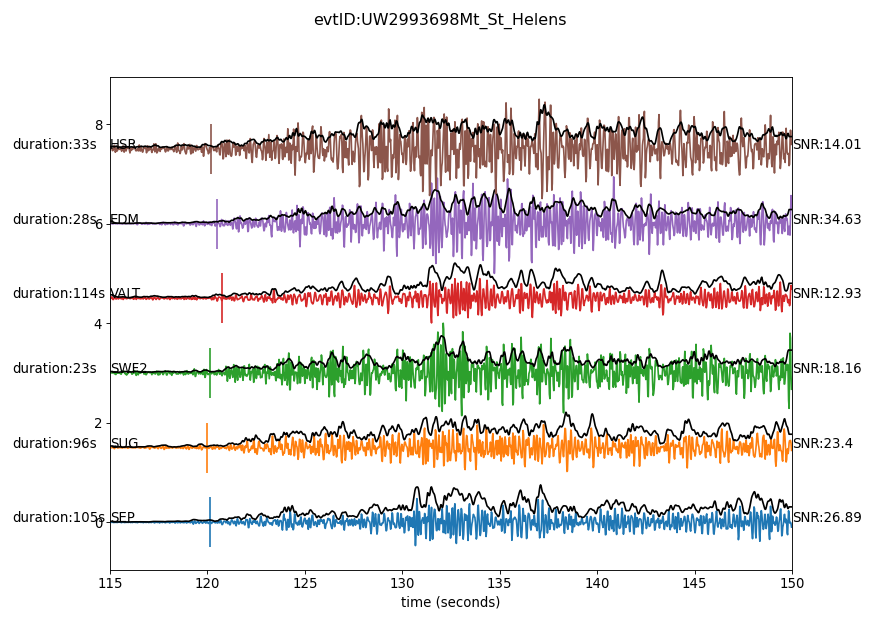 evtID:UW2993698Mt_St_Helens
8
duration:33s HSR SNR:14.01
duration:28s EDM SNR:34.63
6
duration:114s VALT SNR:12.93
4
duration:23s SWF2 SNR:18.16
2
duration:96s SUG SNR:23.4
duration:105s SEP SNR:26.89
0
115 120 125 130 135 140 145 150
time (seconds)